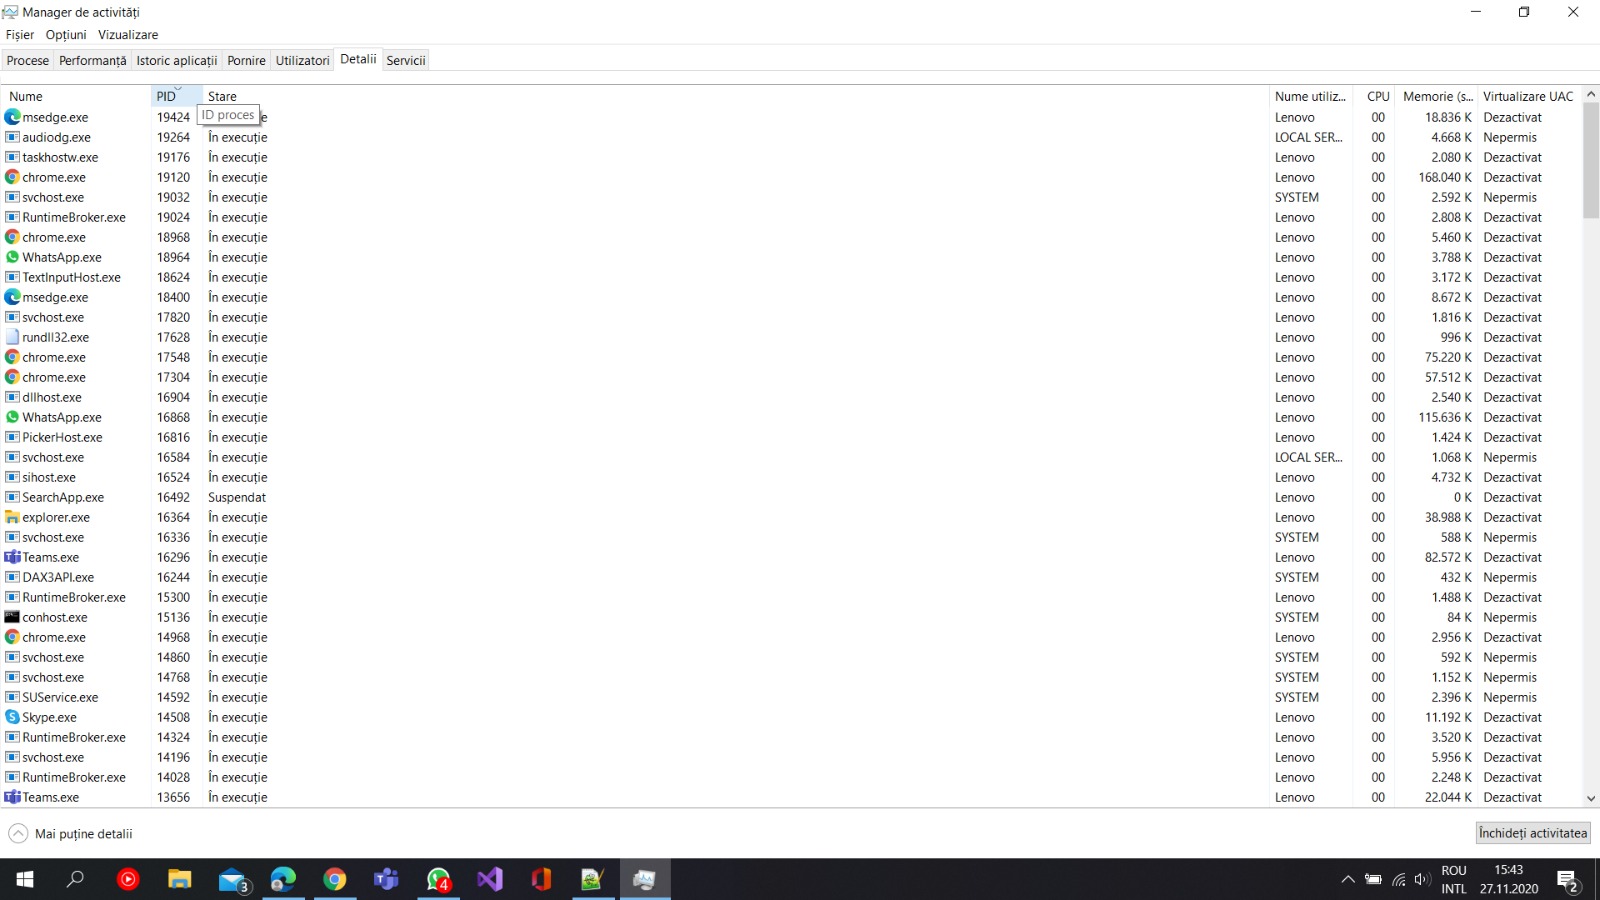 Manager de activități
Fișier Opțiuni Vizualizare
Procese Performanță Istoric aplicații Pornire Utilizatori Detalii Servicii
Nume PID Stare Nume utiliz... CPU Memorie (s... Virtualizare UAC
ID proces
msedge.exe 19424 e Lenovo 00 18.836 K Dezactivat
audiodg.exe 19264 În execuție LOCAL SER... 00 4.668 K Nepermis
taskhostw.exe 19176 În execuție Lenovo 00 2.080 K Dezactivat
chrome.exe 19120 În execuție Lenovo 00 168.040 K Dezactivat
svchost.exe 19032 În execuție SYSTEM 00 2.592 K Nepermis
RuntimeBroker.exe 19024 În execuție Lenovo 00 2.808 K Dezactivat
chrome.exe 18968 În execuție Lenovo 00 5.460 K Dezactivat
WhatsApp.exe 18964 În execuție Lenovo 00 3.788 K Dezactivat
TextInputHost.exe 18624 În execuție Lenovo 00 3.172 K Dezactivat
msedge.exe 18400 În execuție Lenovo 00 8.672 K Dezactivat
svchost.exe 17820 În execuție Lenovo 00 1.816 K Dezactivat
rundll32.exe 17628 În execuție Lenovo 00 996 K Dezactivat
chrome.exe 17548 În execuție Lenovo 00 75.220 K Dezactivat
chrome.exe 17304 În execuție Lenovo 00 57.512 K Dezactivat
dllhost.exe 16904 În execuție Lenovo 00 2.540 K Dezactivat
WhatsApp.exe 16868 În execuție Lenovo 00 115.636 K Dezactivat
PickerHost.exe 16816 În execuție Lenovo 00 1.424 K Dezactivat
svchost.exe 16584 În execuție LOCAL SER... 00 1.068 K Nepermis
sihost.exe 16524 În execuție Lenovo 00 4.732 K Dezactivat
SearchApp.exe 16492 Suspendat Lenovo 00 0 K Dezactivat
explorer.exe 16364 În execuție Lenovo 00 38.988 K Dezactivat
svchost.exe 16336 În execuție SYSTEM 00 588 K Nepermis
Teams.exe 16296 În execuție Lenovo 00 82.572 K Dezactivat
DAX3API.exe 16244 În execuție SYSTEM 00 432 K Nepermis
RuntimeBroker.exe 15300 În execuție Lenovo 00 1.488 K Dezactivat
conhost.exe 15136 În execuție SYSTEM 00 84 K Nepermis
chrome.exe 14968 În execuție Lenovo 00 2.956 K Dezactivat
svchost.exe 14860 În execuție SYSTEM 00 592 K Nepermis
svchost.exe 14768 În execuție SYSTEM 00 1.152 K Nepermis
SUService.exe 14592 În execuție SYSTEM 00 2.396 K Nepermis
Skype.exe 14508 În execuție Lenovo 00 11.192 K Dezactivat
RuntimeBroker.exe 14324 În execuție Lenovo 00 3.520 K Dezactivat
svchost.exe 14196 În execuție Lenovo 00 5.956 K Dezactivat
RuntimeBroker.exe 14028 În execuție Lenovo 00 2.248 K Dezactivat
Teams.exe 13656 În execuție Lenovo 00 22.044 K Dezactivat
Mai puține detalii Închideți activitatea
3 4 ROU 15:43
INTL 27.11.2020 2